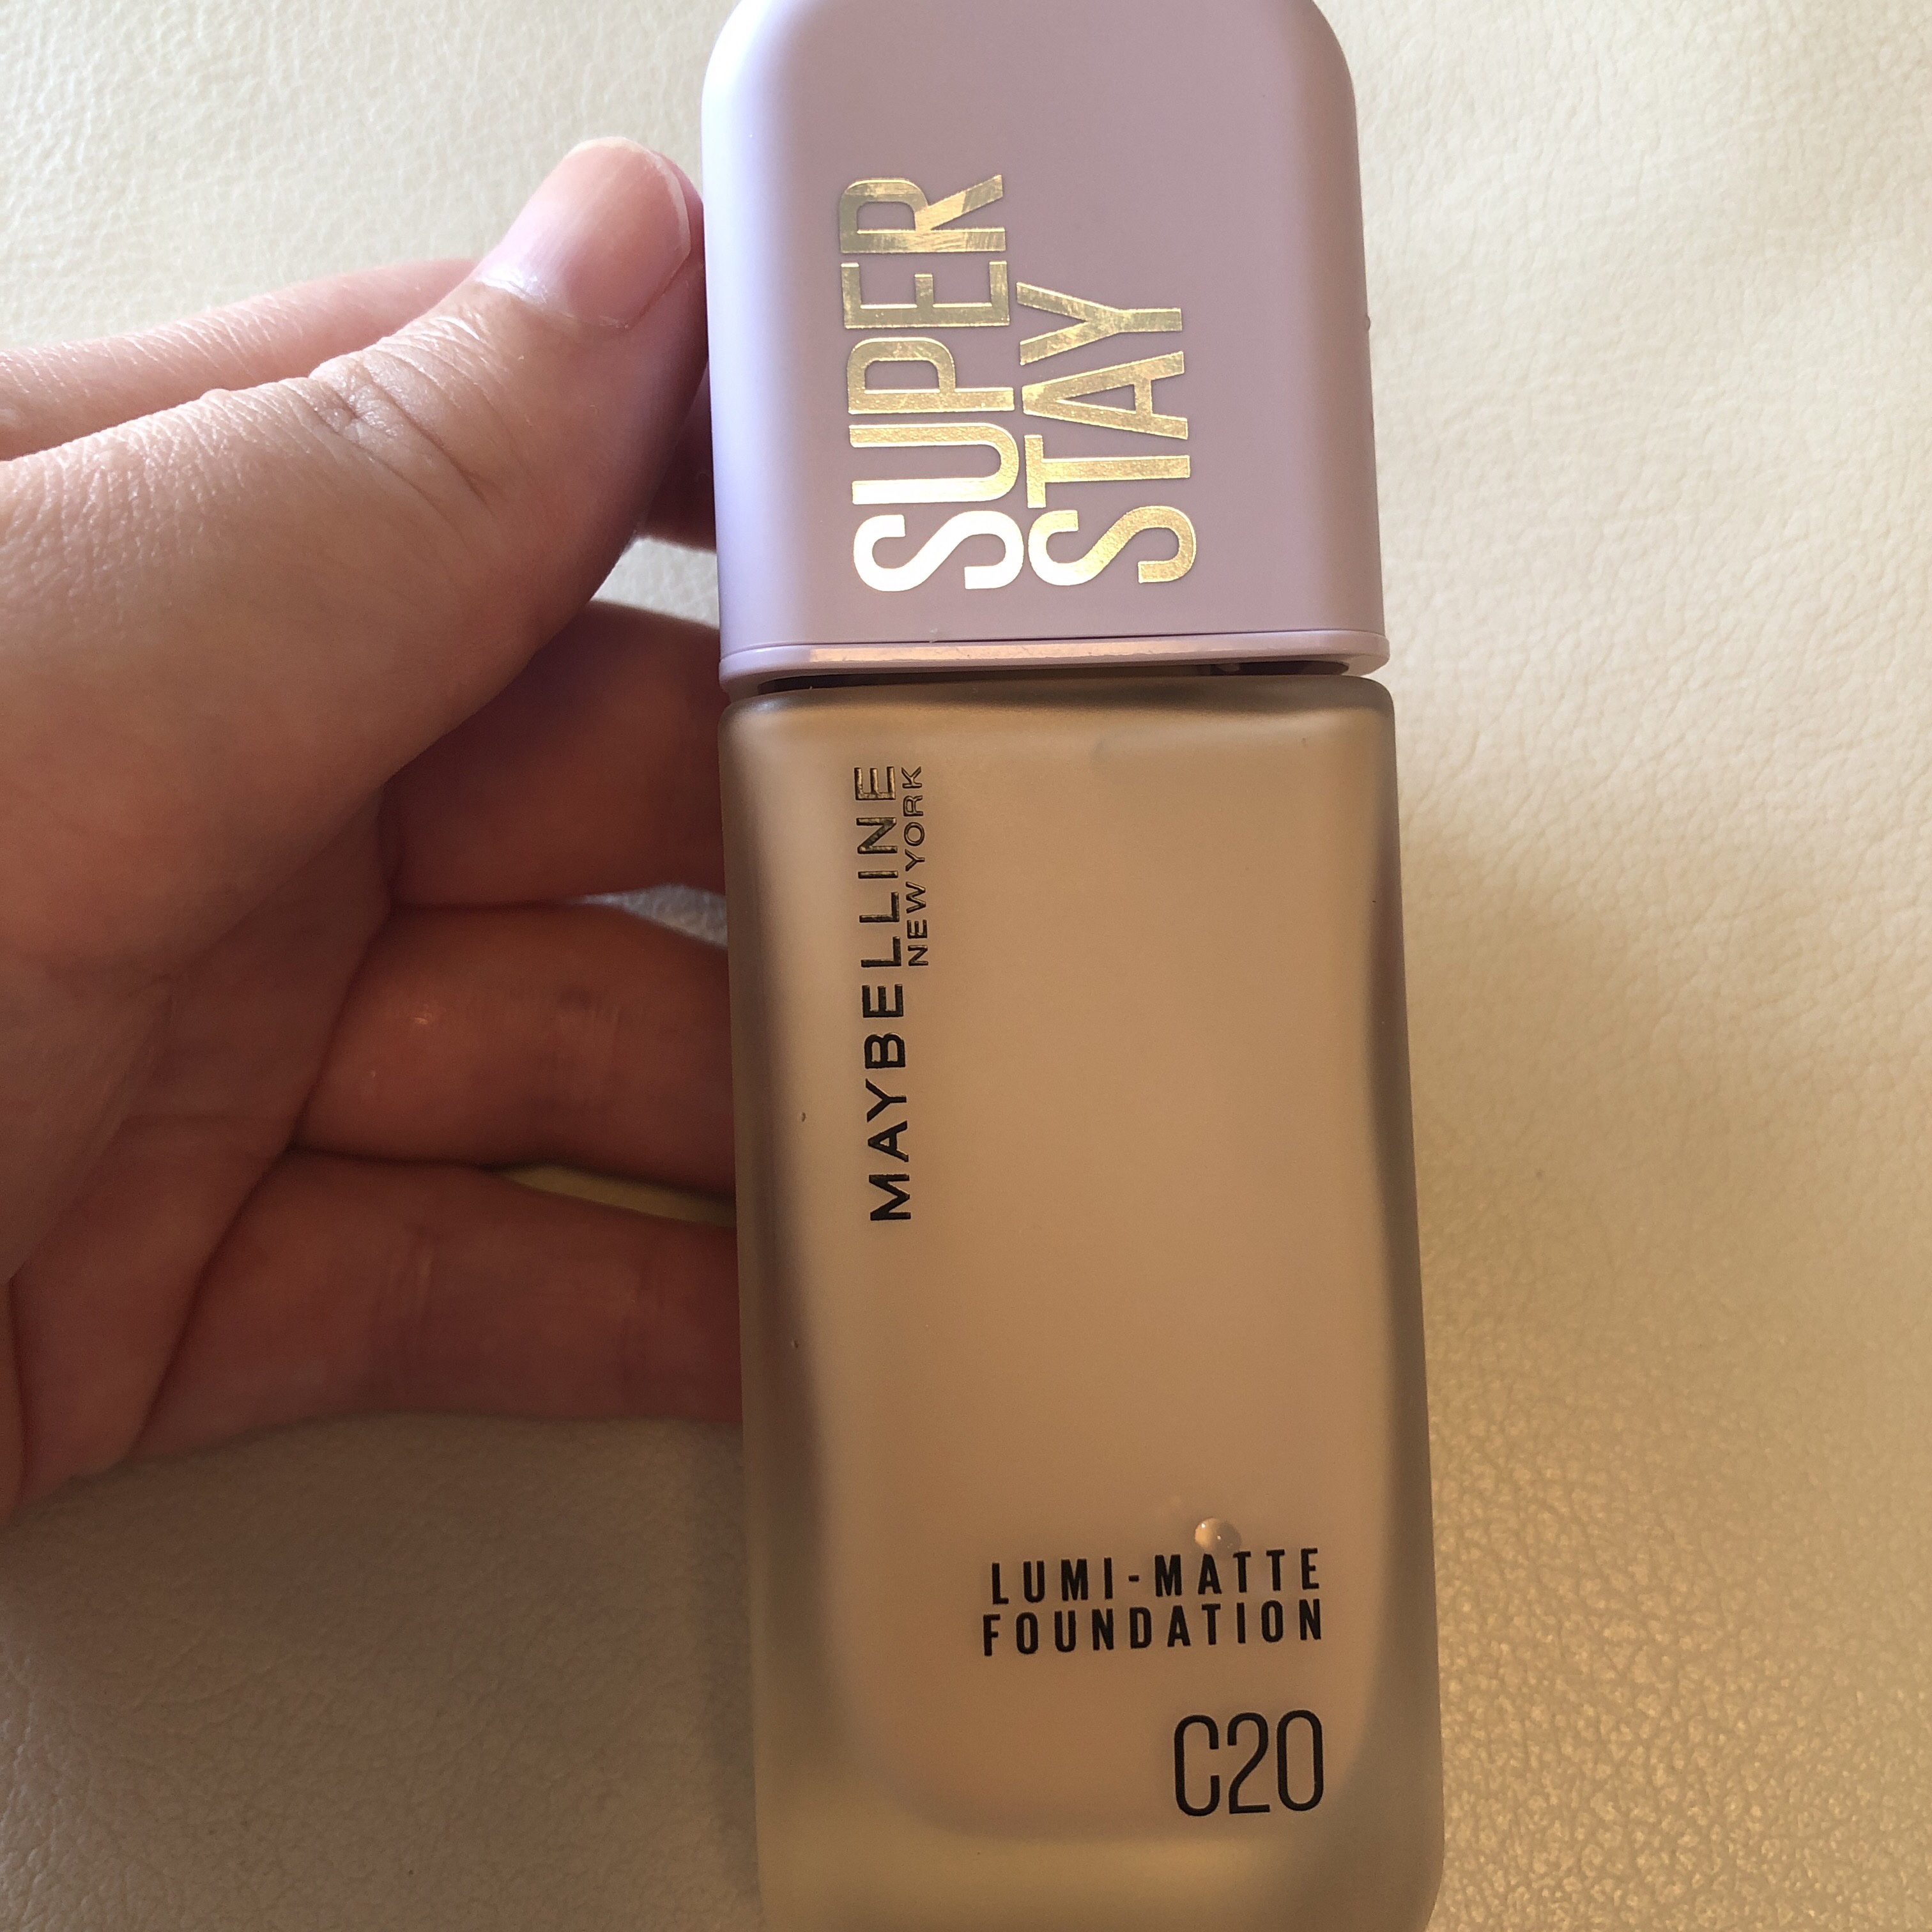 SUPER
STAY
MAYBELLINE
NEW YORK
LUMI-MATTE
FOUNDATION
C20